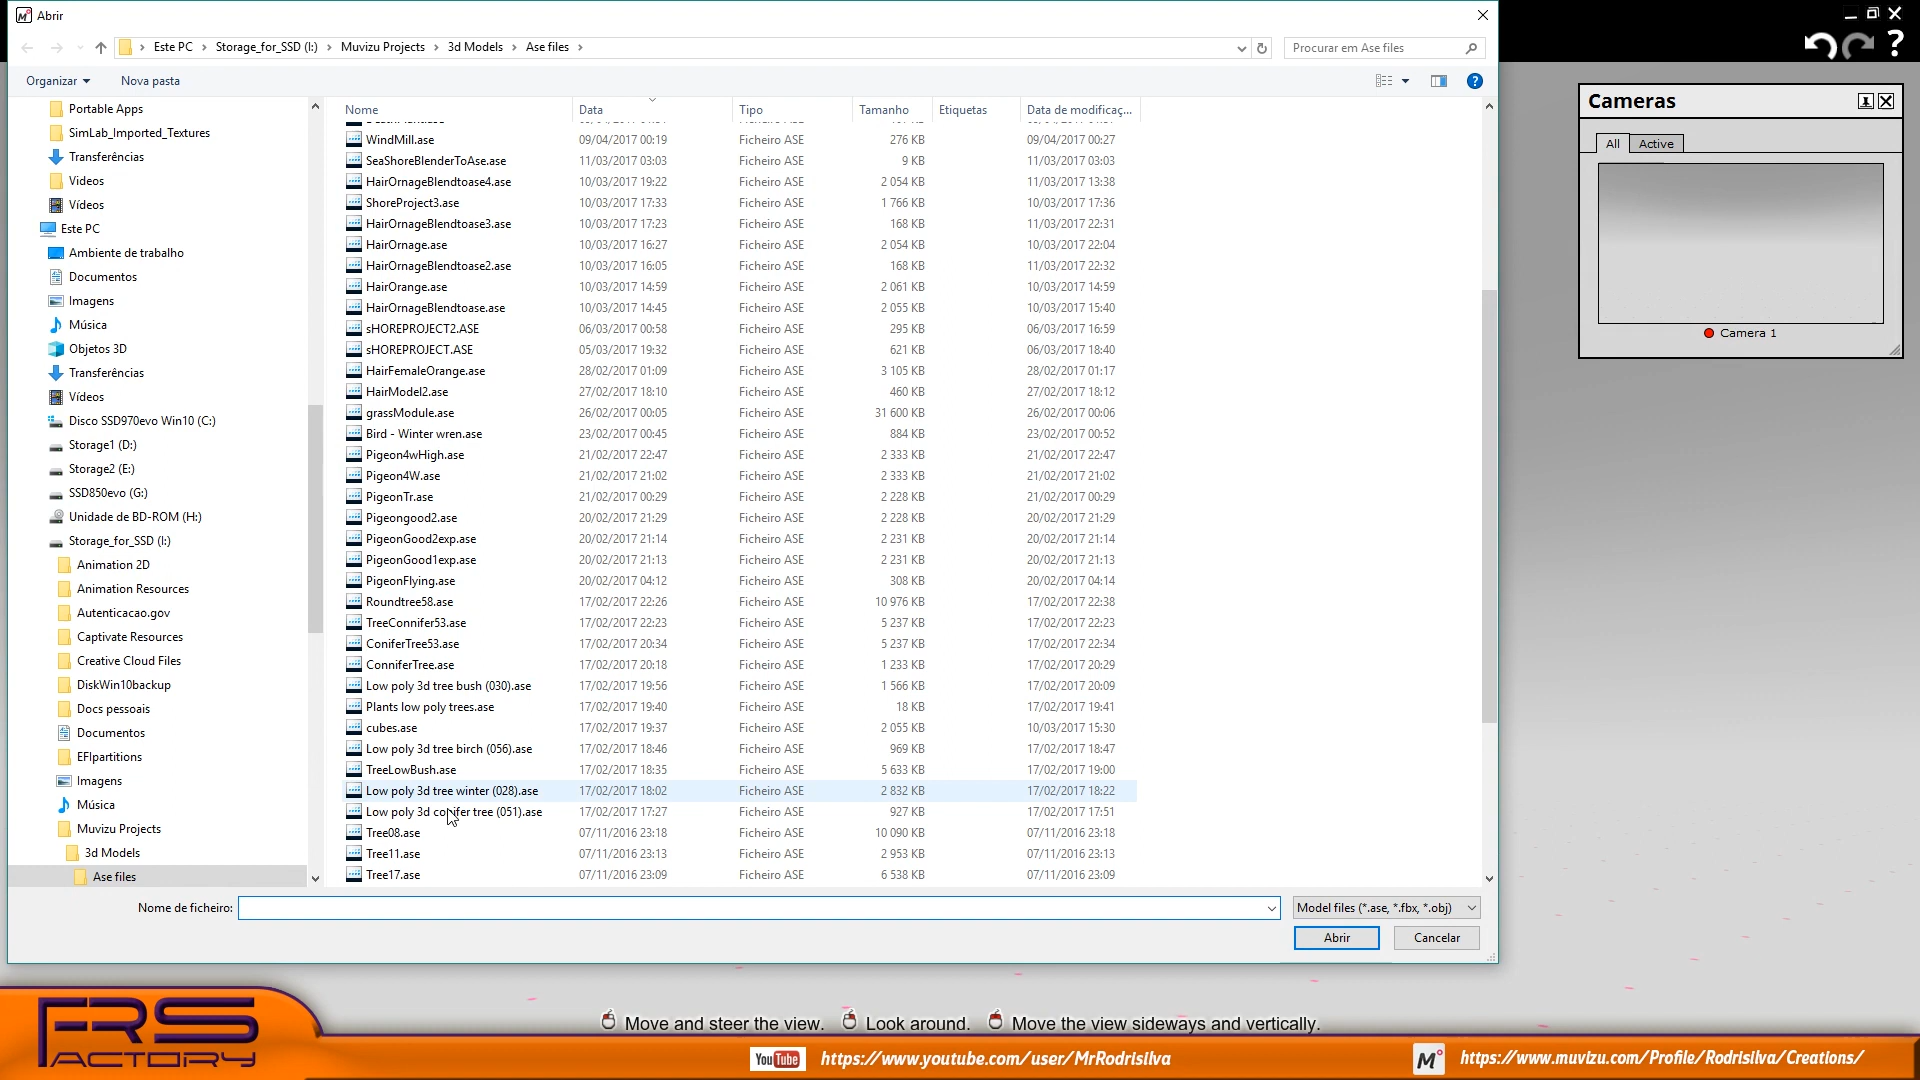 Abrir
Este PC > Storage_for_SSD (I:) > Muvizu Projects > 3d Models > Ase files >
Procurar em Ase files
Organizar
Nova pasta
Portable Apps
SimLab_Imported_Textures
Transferências
Videos
Vídeos
Este PC
Ambiente de trabalho
Documentos
Imagens
Música
Objetos 3D
Transferências
Vídeos
Disco SSD970evo Win10 (C:)
Storage1 (D:)
Storage2 (E:)
SSD850evo (G:)
Unidade de BD-ROM (H:)
Storage_for_SSD (I:)
Animation 2D
Animation Resources
Autenticacao.gov
Captivate Resources
Creative Cloud Files
DiskWin10backup
Docs pessoais
Documentos
EFIpartitions
Imagens
Música
Muvizu Projects
3d Models
Ase files
Nome Data Tipo Tamanho Etiquetas Data de modificaç...
WindMill.ase 09/04/2017 00:19 Ficheiro ASE 276 KB 09/04/2017 00:27
SeaShoreBlenderToAse.ase 11/03/2017 03:03 Ficheiro ASE 9 KB 11/03/2017 03:03
HairOrnageBlendtoase4.ase 10/03/2017 19:22 Ficheiro ASE 2 054 KB 11/03/2017 13:38
ShoreProject3.ase 10/03/2017 17:33 Ficheiro ASE 1 766 KB 10/03/2017 17:36
HairOrnageBlendtoase3.ase 10/03/2017 17:23 Ficheiro ASE 168 KB 11/03/2017 22:31
HairOrnage.ase 10/03/2017 16:27 Ficheiro ASE 2 054 KB 10/03/2017 22:04
HairOrnageBlendtoase2.ase 10/03/2017 16:05 Ficheiro ASE 168 KB 11/03/2017 22:32
HairOrange.ase 10/03/2017 14:59 Ficheiro ASE 2 061 KB 10/03/2017 14:59
HairOrnageBlendtoase.ase 10/03/2017 14:45 Ficheiro ASE 2 055 KB 10/03/2017 15:40
sHOREPROJECT2.ASE 06/03/2017 00:58 Ficheiro ASE 295 KB 06/03/2017 16:59
sHOREPROJECT.ASE 05/03/2017 19:32 Ficheiro ASE 621 KB 06/03/2017 18:40
HairFemaleOrange.ase 28/02/2017 01:09 Ficheiro ASE 3 105 KB 28/02/2017 01:17
HairModel2.ase 27/02/2017 18:10 Ficheiro ASE 460 KB 27/02/2017 18:12
grassModule.ase 26/02/2017 00:05 Ficheiro ASE 31 600 KB 26/02/2017 00:06
Bird - Winter wren.ase 23/02/2017 00:45 Ficheiro ASE 884 KB 23/02/2017 00:52
Pigeon4wHigh.ase 21/02/2017 22:47 Ficheiro ASE 2 333 KB 21/02/2017 22:47
Pigeon4W.ase 21/02/2017 21:02 Ficheiro ASE 2 333 KB 21/02/2017 21:02
PigeonTr.ase 21/02/2017 00:29 Ficheiro ASE 2 228 KB 21/02/2017 00:29
Pigeongood2.ase 20/02/2017 21:29 Ficheiro ASE 2 228 KB 20/02/2017 21:29
PigeonGood2exp.ase 20/02/2017 21:14 Ficheiro ASE 2 231 KB 20/02/2017 21:14
PigeonGood1exp.ase 20/02/2017 21:13 Ficheiro ASE 2 231 KB 20/02/2017 21:13
PigeonFlying.ase 20/02/2017 04:12 Ficheiro ASE 308 KB 20/02/2017 04:14
Roundtree58.ase 17/02/2017 22:26 Ficheiro ASE 10 976 KB 17/02/2017 22:38
TreeConnifer53.ase 17/02/2017 22:23 Ficheiro ASE 5 237 KB 17/02/2017 22:23
ConiferTree53.ase 17/02/2017 20:34 Ficheiro ASE 5 237 KB 17/02/2017 22:34
ConniferTree.ase 17/02/2017 20:18 Ficheiro ASE 1 233 KB 17/02/2017 20:29
Low poly 3d tree bush (030).ase 17/02/2017 19:56 Ficheiro ASE 1 566 KB 17/02/2017 20:09
Plants low poly trees.ase 17/02/2017 19:40 Ficheiro ASE 18 KB 17/02/2017 19:41
cubes.ase 17/02/2017 19:37 Ficheiro ASE 2 055 KB 10/03/2017 15:30
Low poly 3d tree birch (056).ase 17/02/2017 18:46 Ficheiro ASE 969 KB 17/02/2017 18:47
TreeLowBush.ase 17/02/2017 18:35 Ficheiro ASE 5 633 KB 17/02/2017 19:00
Low poly 3d tree winter (028).ase 17/02/2017 18:02 Ficheiro ASE 2 832 KB 17/02/2017 18:22
Low poly 3d conifer tree (051).ase 17/02/2017 17:27 Ficheiro ASE 927 KB 17/02/2017 17:51
Tree08.ase 07/11/2016 23:18 Ficheiro ASE 10 090 KB 07/11/2016 23:18
Tree11.ase 07/11/2016 23:13 Ficheiro ASE 2 953 KB 07/11/2016 23:13
Tree17.ase 07/11/2016 23:09 Ficheiro ASE 6 538 KB 07/11/2016 23:09
Nome de ficheiro:
Model files (*.ase, *.fbx, *.obj)
Abrir
Cancelar
Cameras
All Active
Camera 1
Move and steer the view. Look around. Move the view sideways and vertically.
FRS
FACTORY
YouTube https://www.youtube.com/user/MrRodrisilva
M https://www.muvizu.com/Profile/Rodrisilva/Creations/